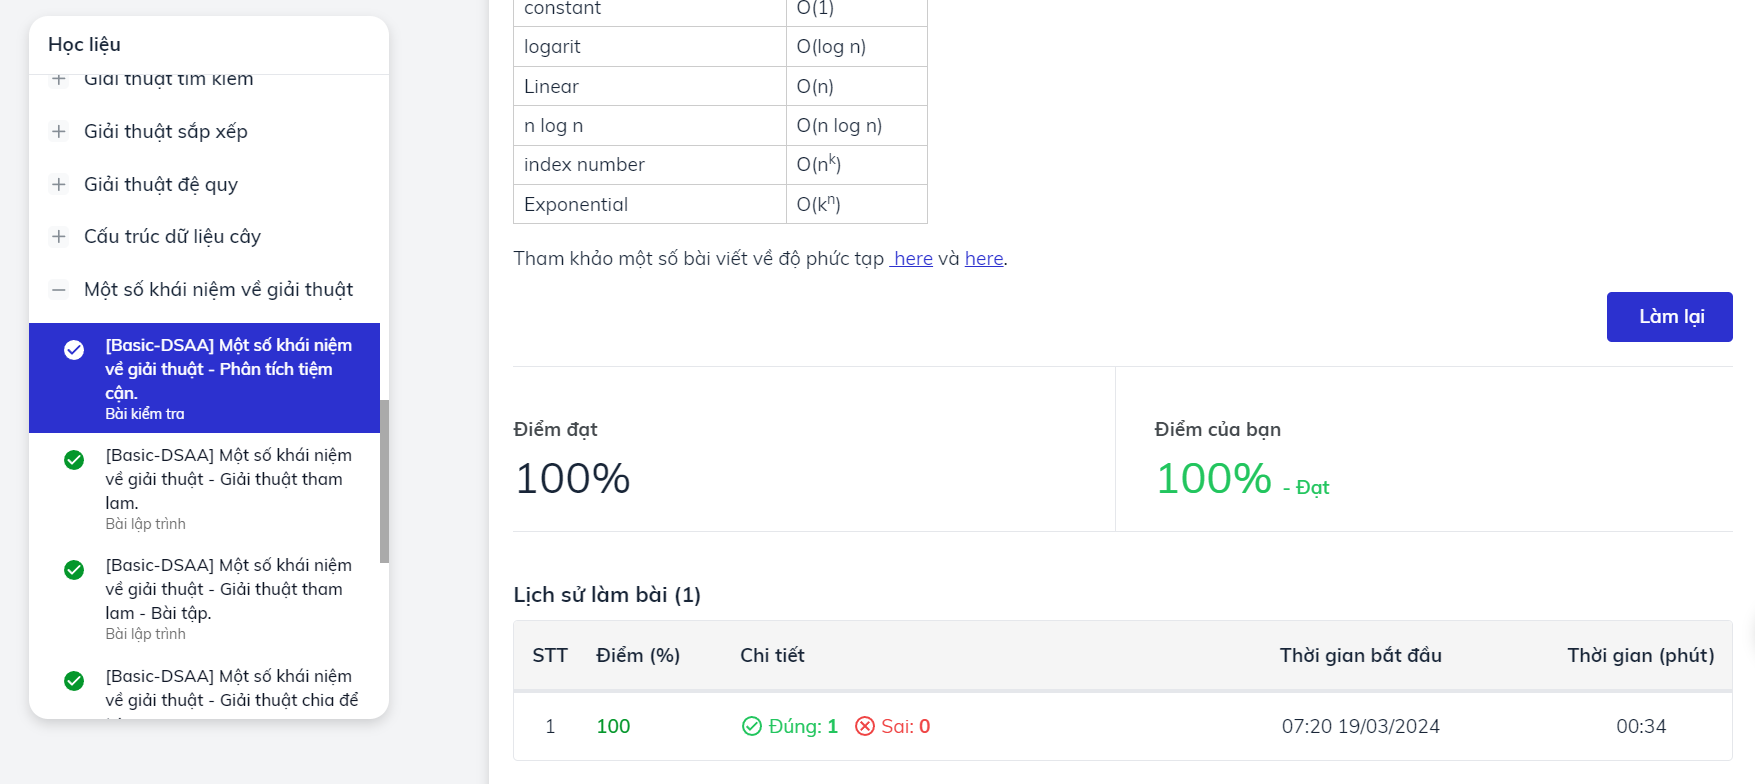 Học liệu
Giải thuật tìm kiếm
Giải thuật sắp xếp
Giải thuật đệ quy
Cấu trúc dữ liệu cây
Một số khái niệm về giải thuật
[Basic-DSAA] Một số khái niệm
về giải thuật - Phân tích tiệm
cận.
Bài kiểm tra
[Basic-DSAA] Một số khái niệm
về giải thuật - Giải thuật tham
lam.
Bài lập trình
[Basic-DSAA] Một số khái niệm
về giải thuật - Giải thuật tham
lam - Bài tập.
Bài lập trình
[Basic-DSAA] Một số khái niệm
về giải thuật - Giải thuật chia để
constant O(1)
logarit O(log n)
Linear O(n)
n log n O(n log n)
index number O(n^k)
Exponential O(k^n)
Tham khảo một số bài viết về độ phức tạp here và here.
Làm lại
Điểm đạt
100%
Điểm của bạn
100% - Đạt
Lịch sử làm bài (1)
STT Điểm (%) Chi tiết Thời gian bắt đầu Thời gian (phút)
1 100 Đúng: 1 Sai: 0 07:20 19/03/2024 00:34